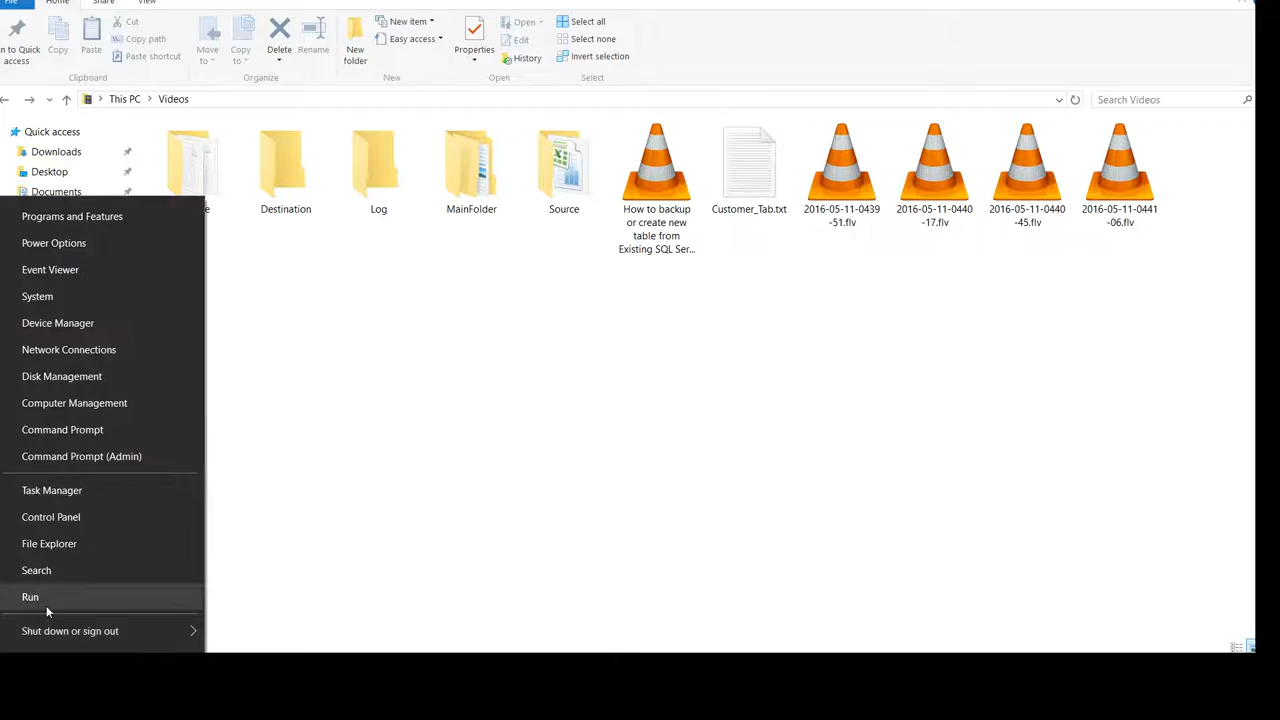 File
Home
Share
View
n to Quick
access
Copy
Paste
Cut
Copy path
Paste shortcut
Clipboard
Move
to
Copy
to
Delete
Rename
Organize
New
folder
New item
Easy access
New
Properties
Open
Edit
History
Open
Select all
Select none
Invert selection
Select
This PC
Videos
Search Videos
Quick access
Downloads
Desktop
Documents
e
Destination
Log
MainFolder
Source
How to backup
or create new
table from
Existing SQL Ser...
Customer_Tab.txt
2016-05-11-0439
-51.flv
2016-05-11-0440
-17.flv
2016-05-11-0440
-45.flv
2016-05-11-0441
-06.flv
Programs and Features
Power Options
Event Viewer
System
Device Manager
Network Connections
Disk Management
Computer Management
Command Prompt
Command Prompt (Admin)
Task Manager
Control Panel
File Explorer
Search
Run
Shut down or sign out